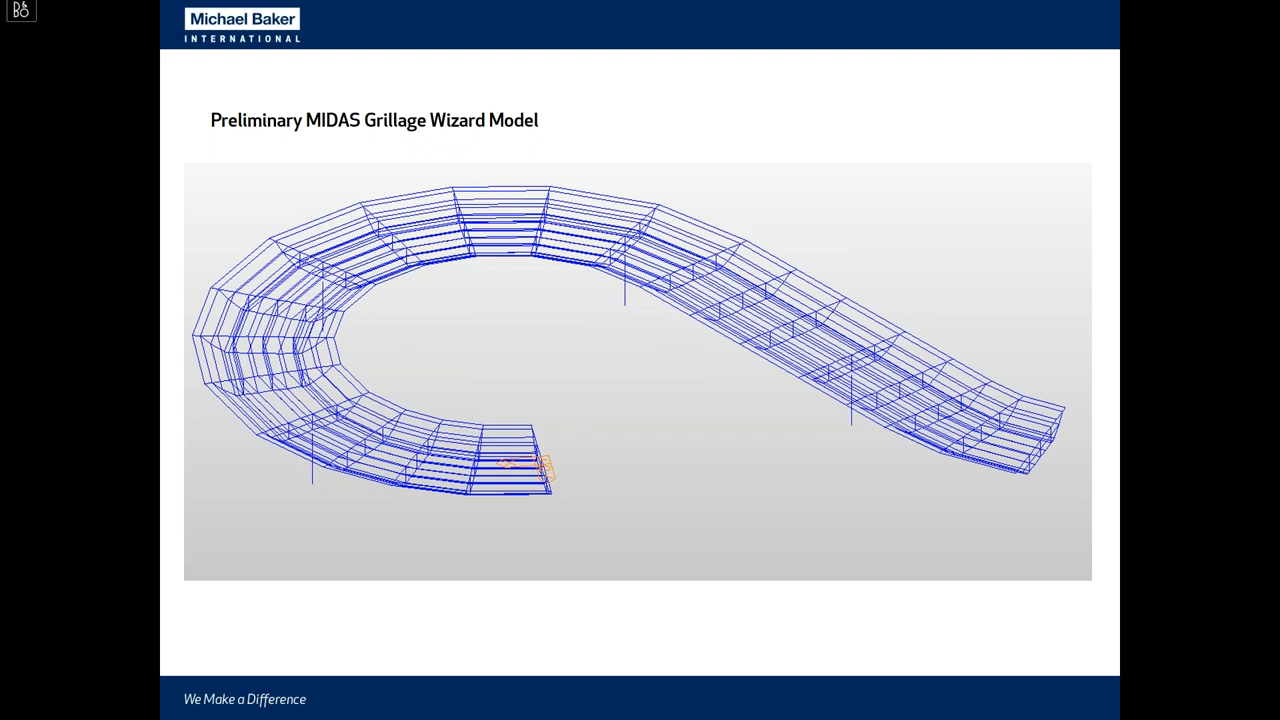 B&O
Michael Baker
INTERNATIONAL
Preliminary MIDAS Grillage Wizard Model
We Make a Difference